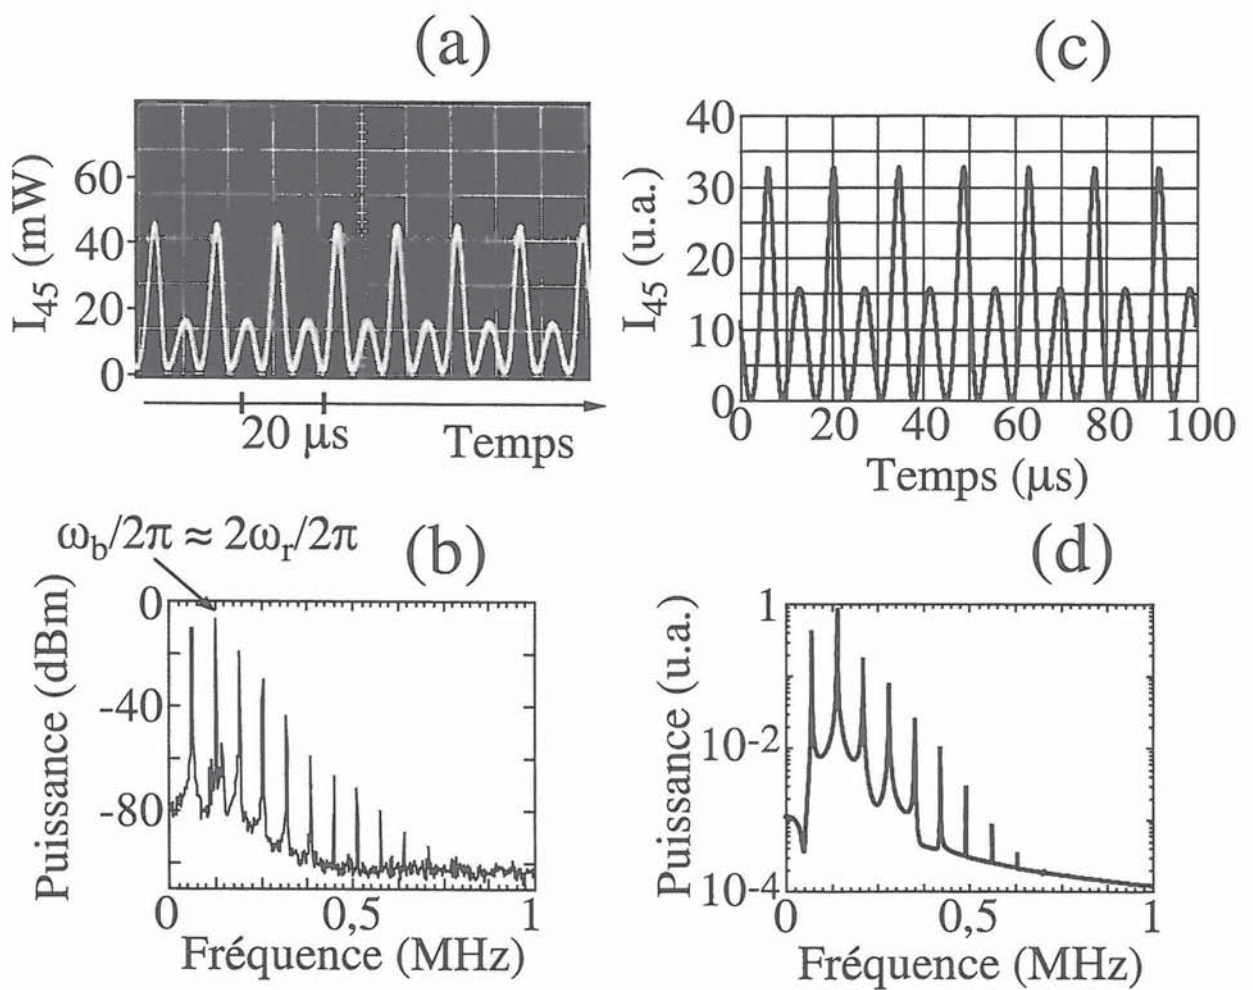 (a)
I45 (mW)
60
40
20
0
20 μs
Temps
(c)
I45 (u.a.)
40
30
20
10
0
0 20 40 60 80 100
Temps (μs)
ωb/2π ≈ 2ωr/2π
(b)
Puissance (dBm)
0
-40
-80
0 0,5 1
Fréquence (MHz)
(d)
Puissance (u.a.)
1
10-2
10-4
0 0,5 1
Fréquence (MHz)